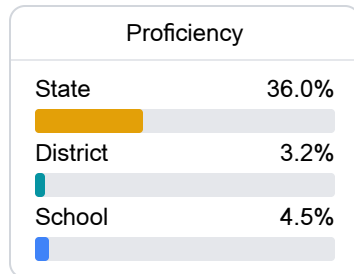 Proficiency
State 36.0%
District 3.2%
School 4.5%